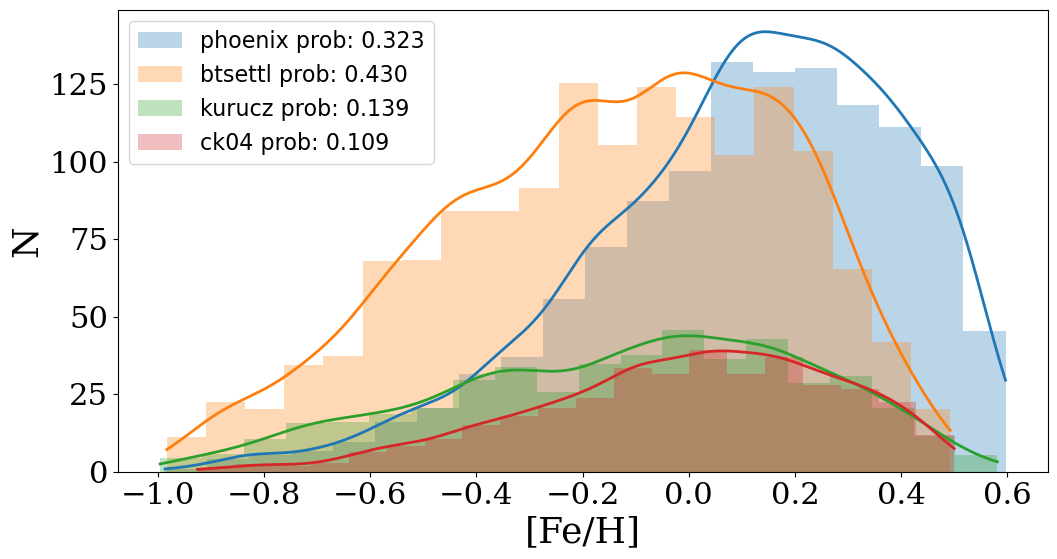 phoenix prob: 0.323
btsettl prob: 0.430
kurucz prob: 0.139
ck04 prob: 0.109
N
125
100
75
50
25
0
−1.0 −0.8 −0.6 −0.4 −0.2 0.0 0.2 0.4 0.6
[Fe/H]